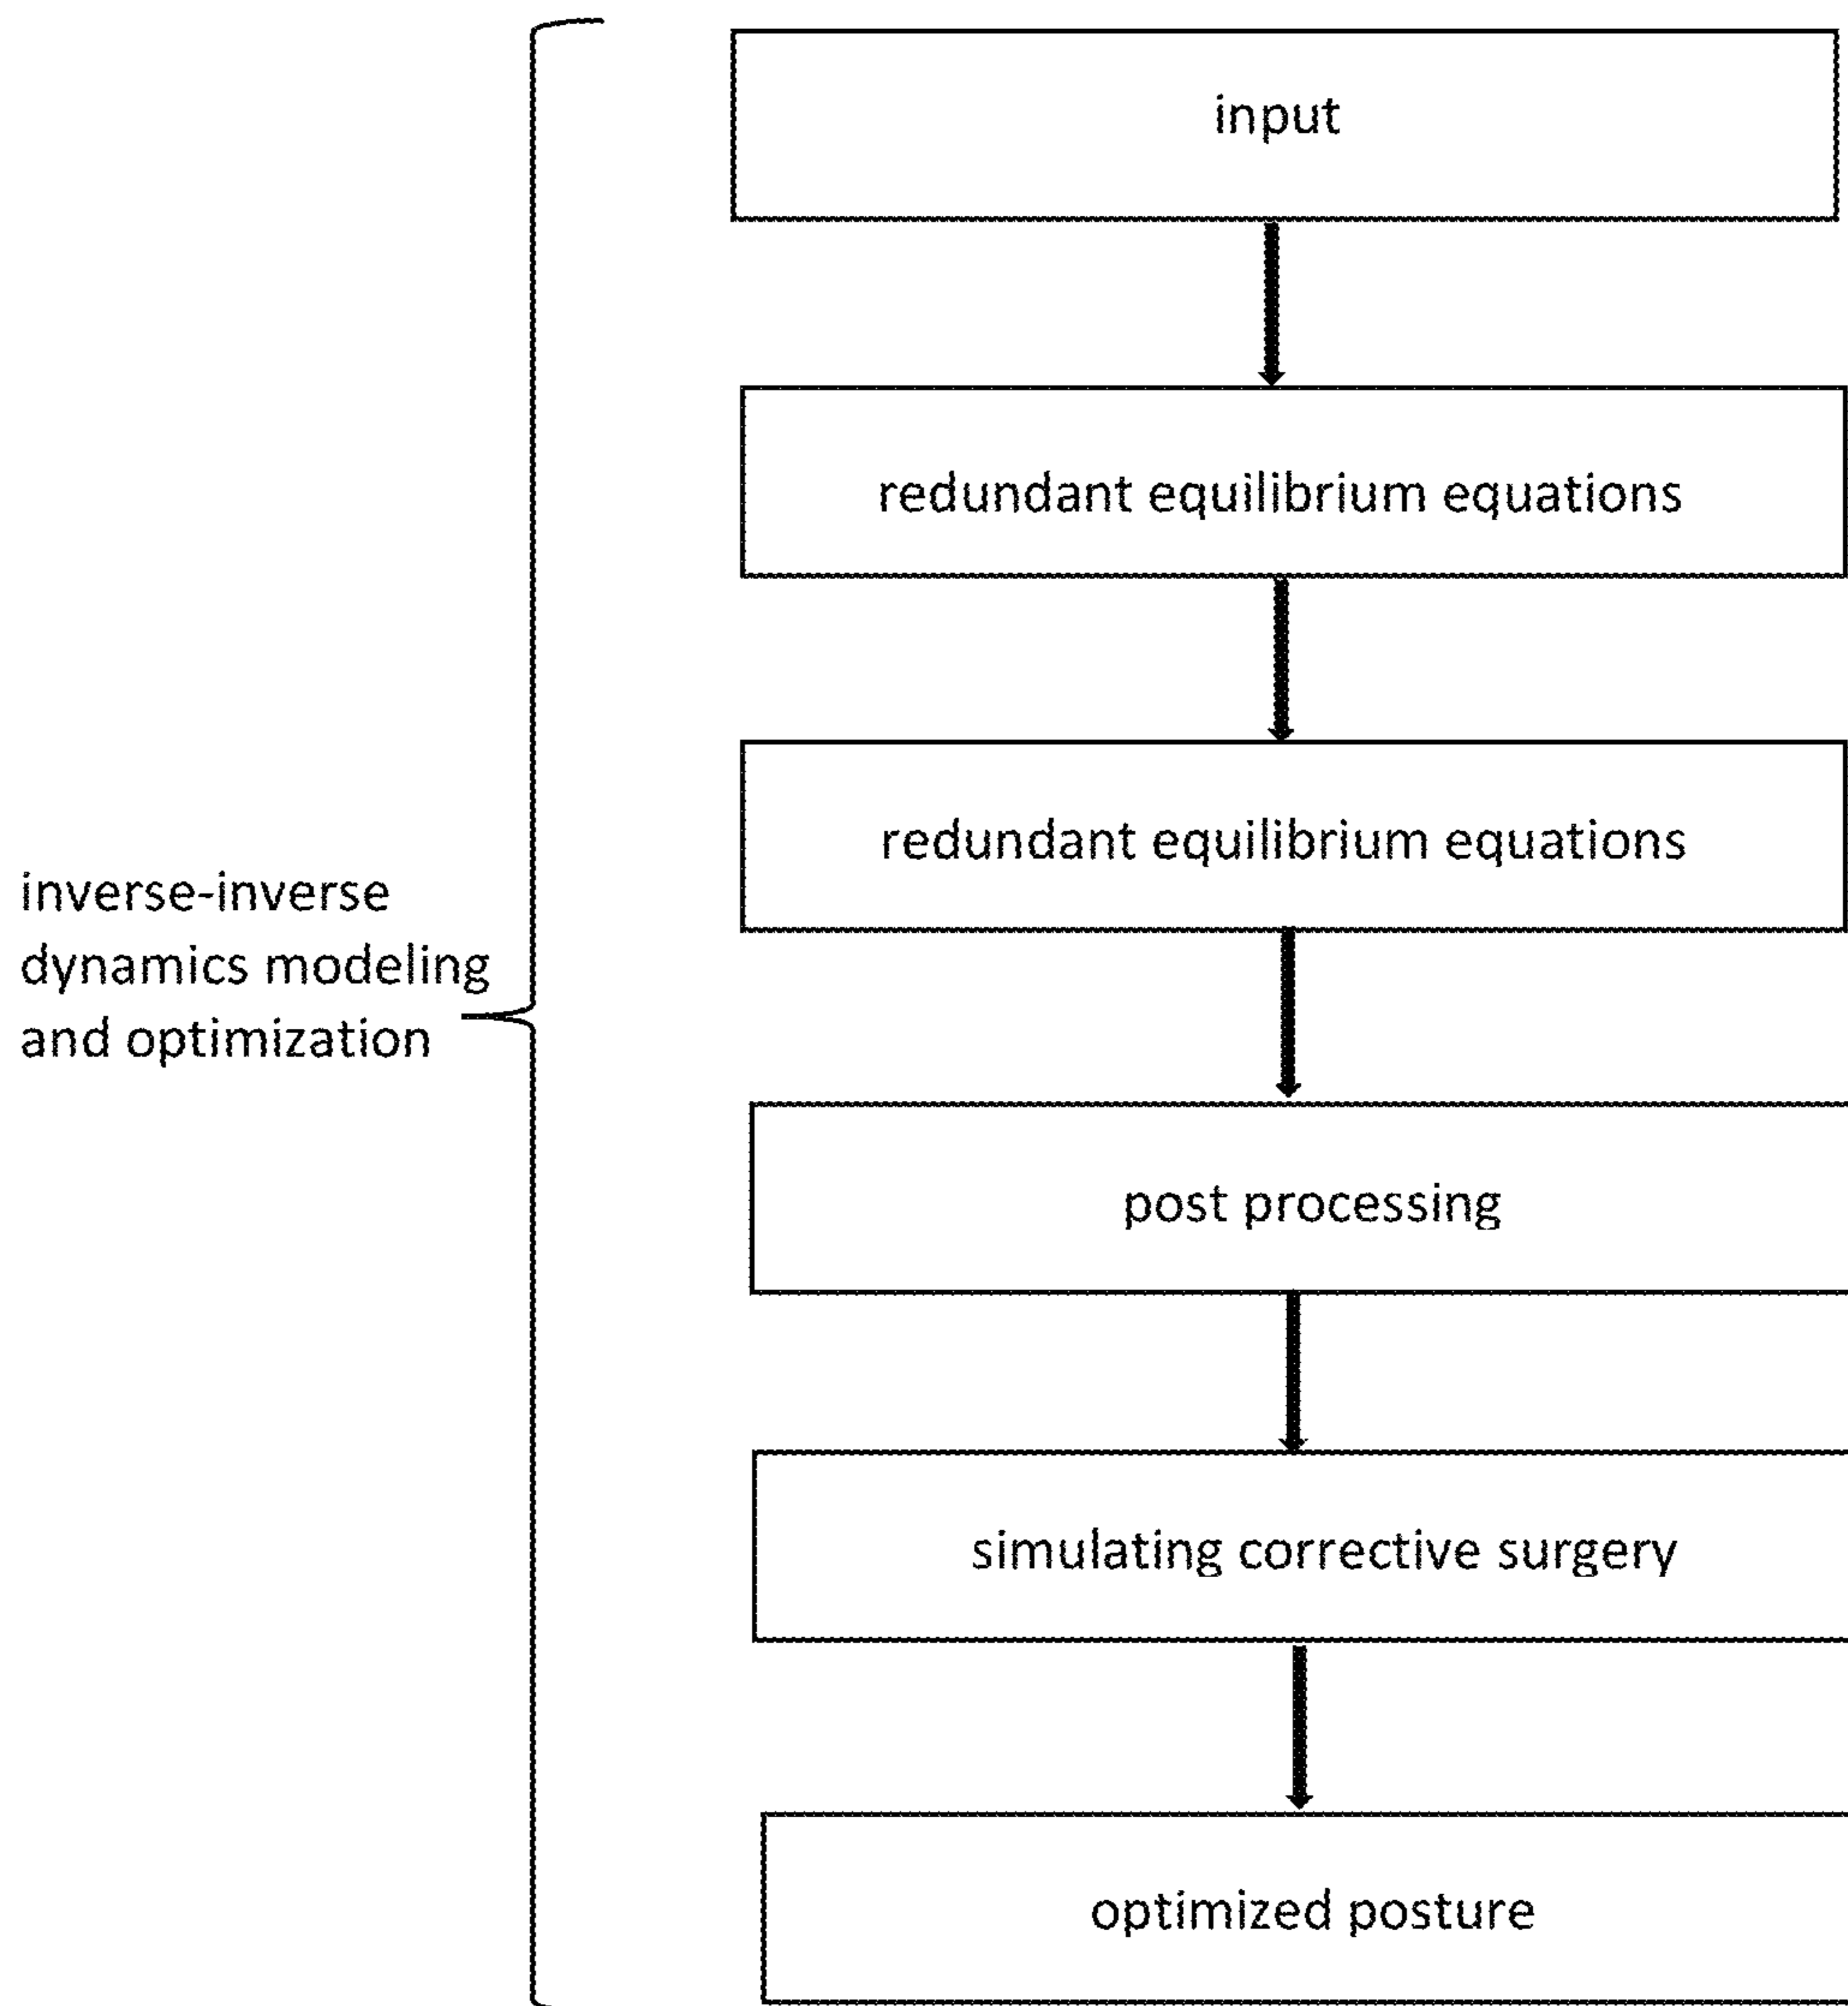 input
redundant equilibrium equations
redundant equilibrium equations
inverse-inverse
dynamics modeling
and optimization
post processing
simulating corrective surgery
optimized posture